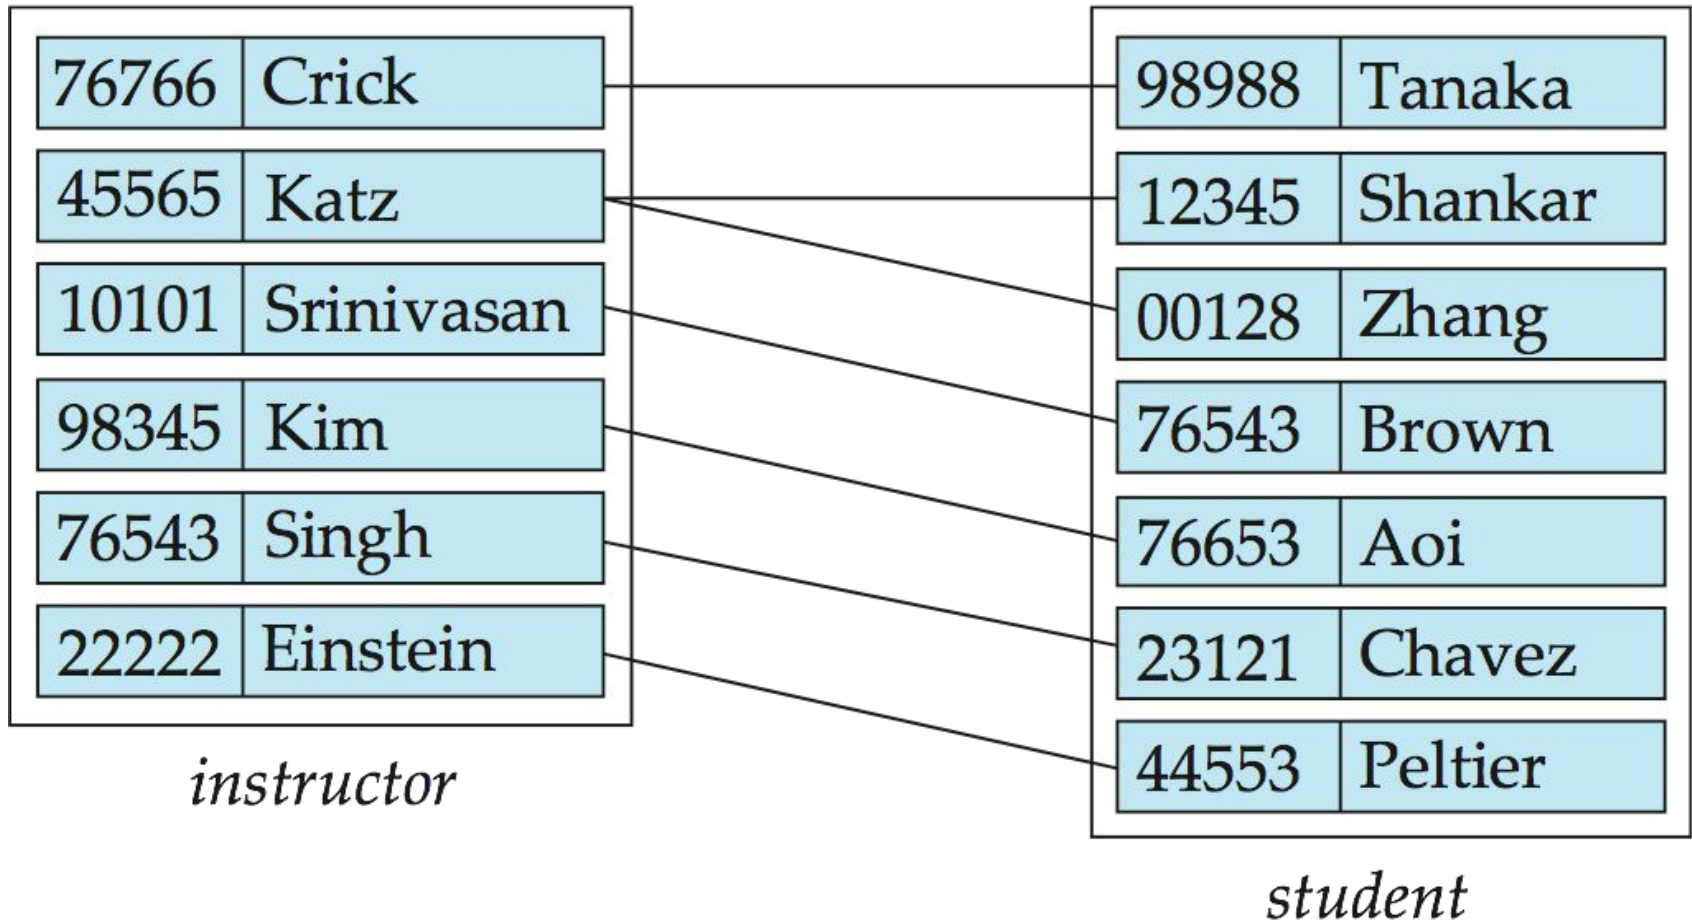 76766 Crick
45565 Katz
10101 Srinivasan
98345 Kim
76543 Singh
22222 Einstein
instructor
98988 Tanaka
12345 Shankar
00128 Zhang
76543 Brown
76653 Aoi
23121 Chavez
44553 Peltier
student